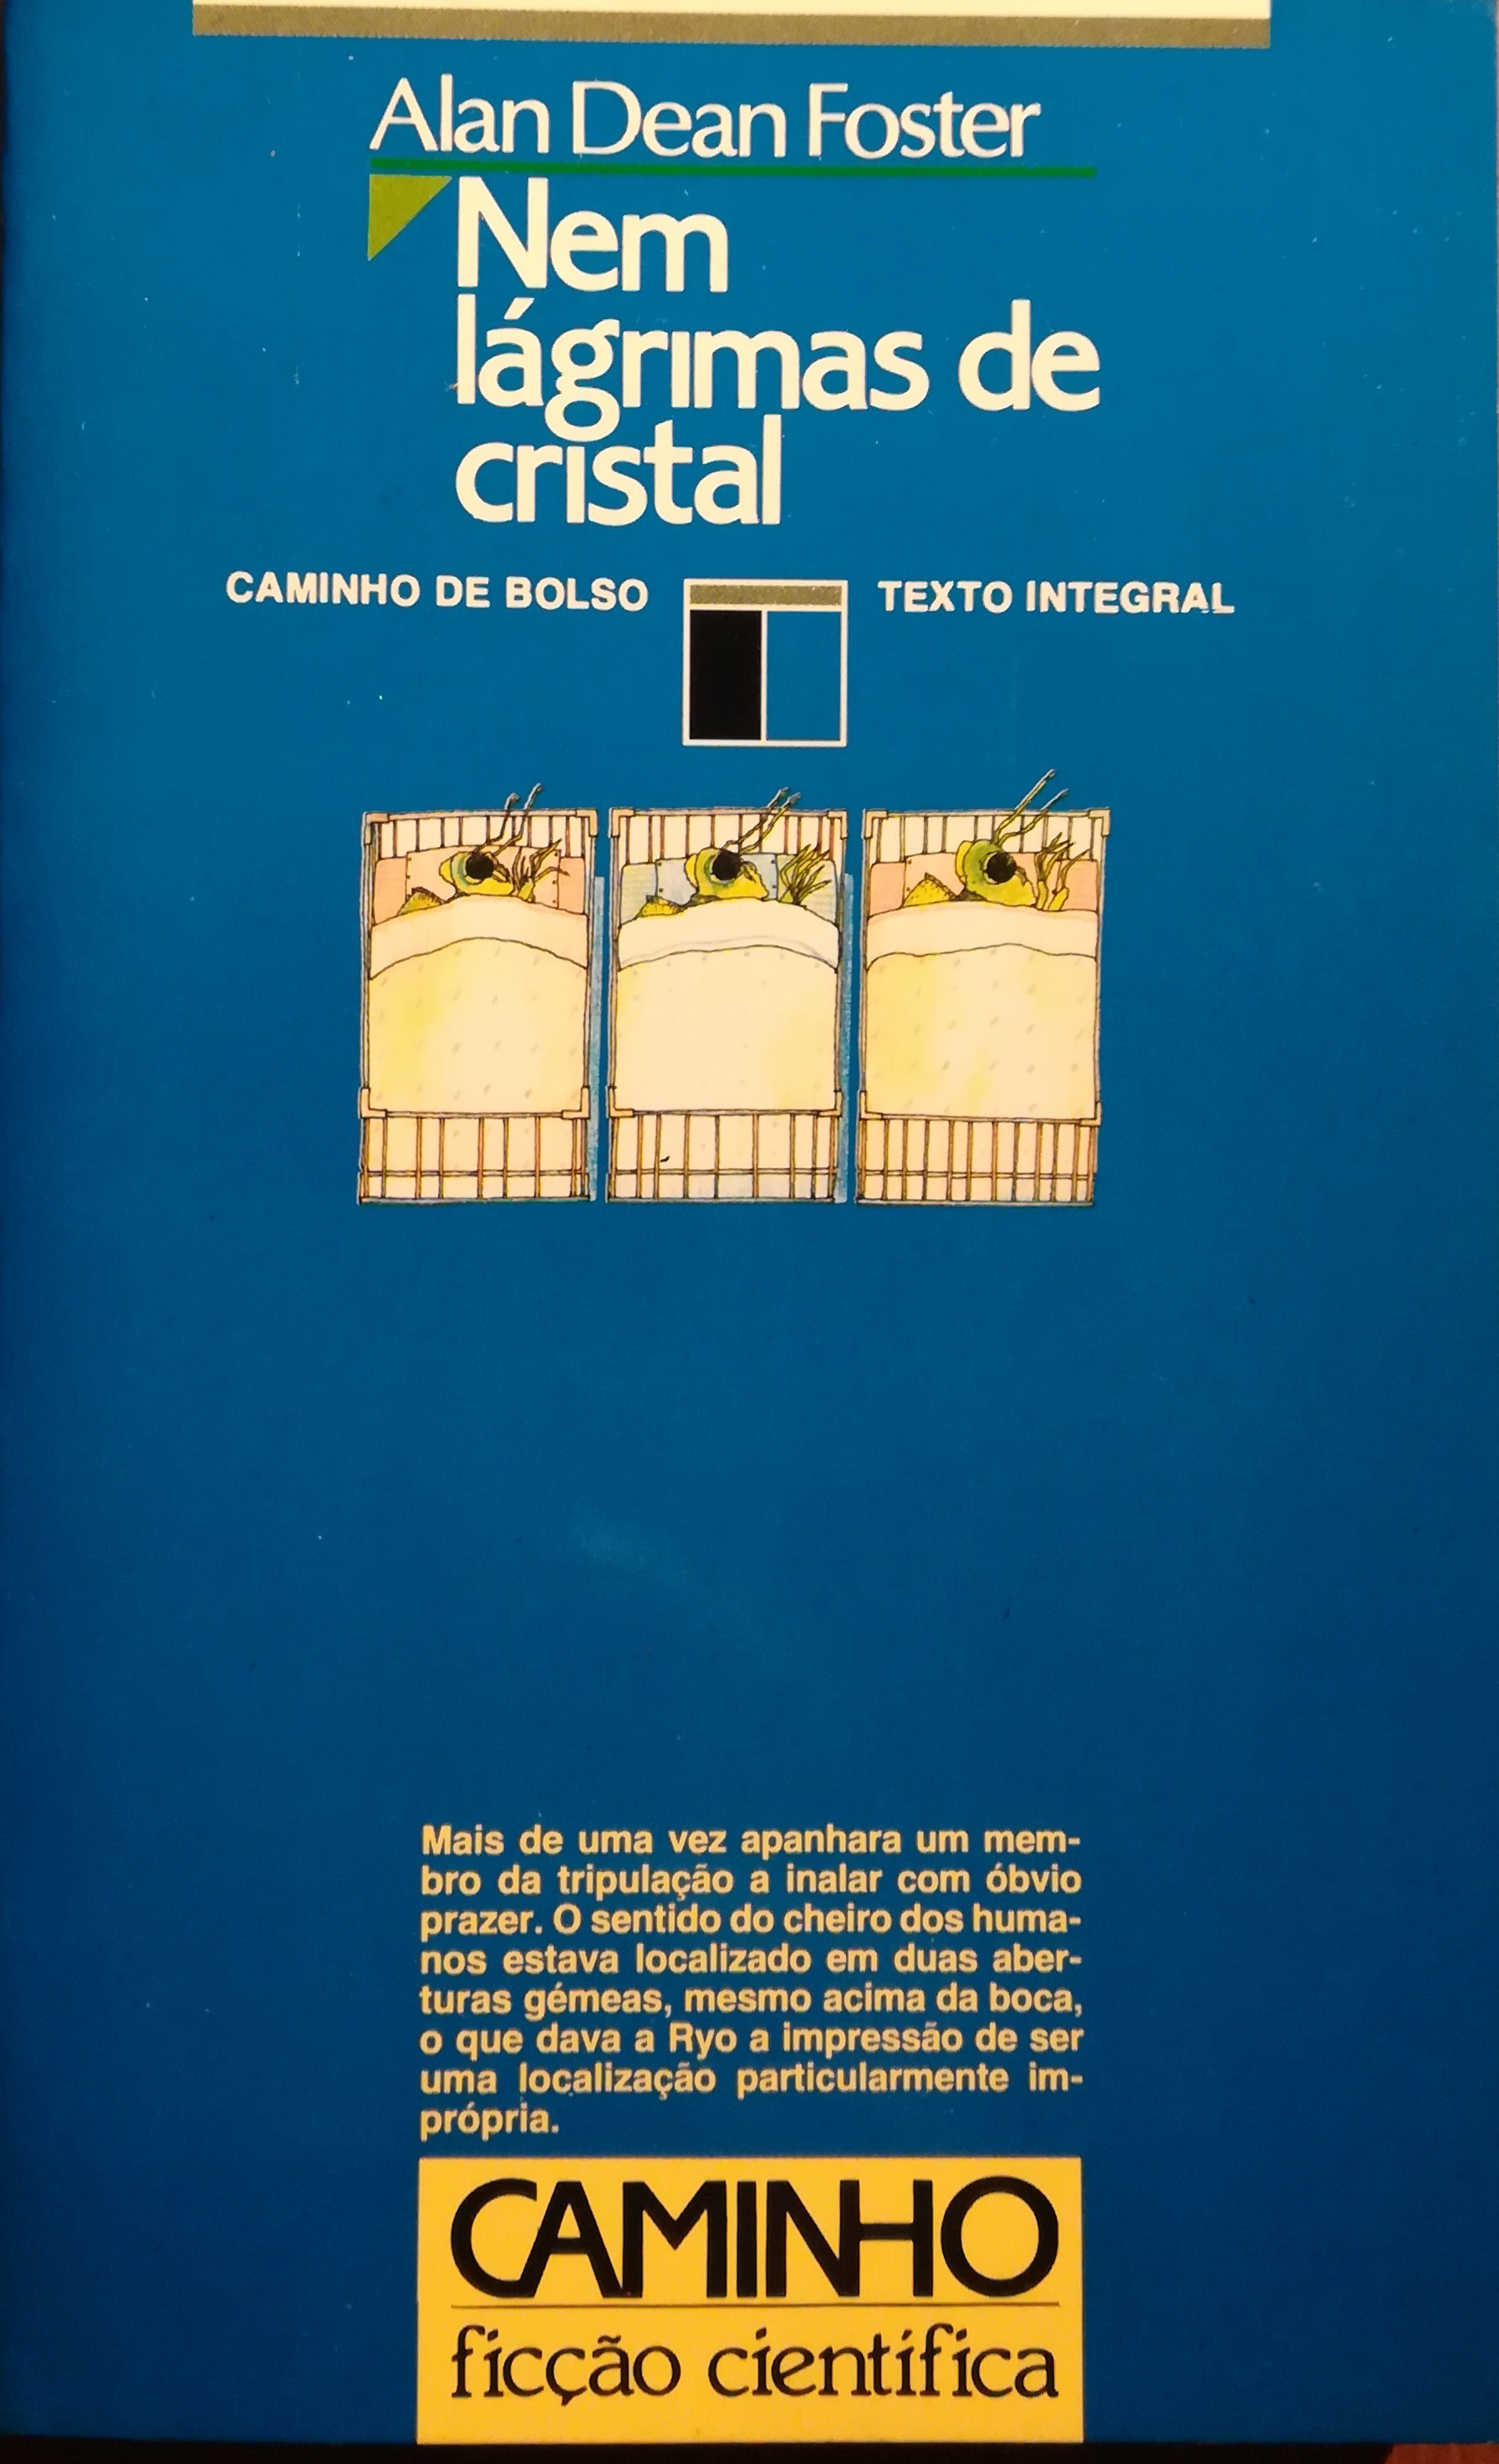 Alan Dean Foster
Nem
lágrimas de
cristal
CAMINHO DE BOLSO TEXTO INTEGRAL
Mais de uma vez apanhara um mem-
bro da tripulação a inalar com óbvio
prazer. O sentido do cheiro dos huma-
nos estava localizado em duas aber-
turas gémeas, mesmo acima da boca,
o que dava a Ryo a impressão de ser
uma localização particularmente im-
própria.
CAMINHO
ficção científica